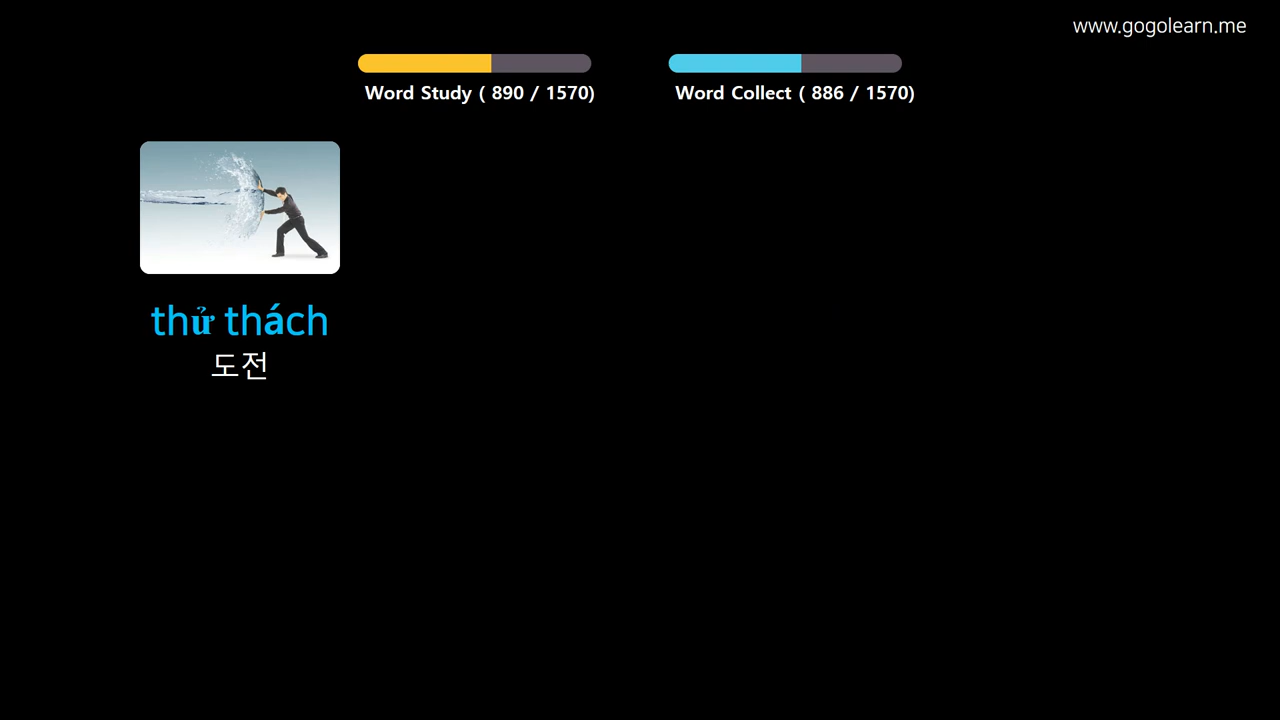 www.gogolearn.me
Word Study ( 890 / 1570)
Word Collect ( 886 / 1570)
thử thách
도전